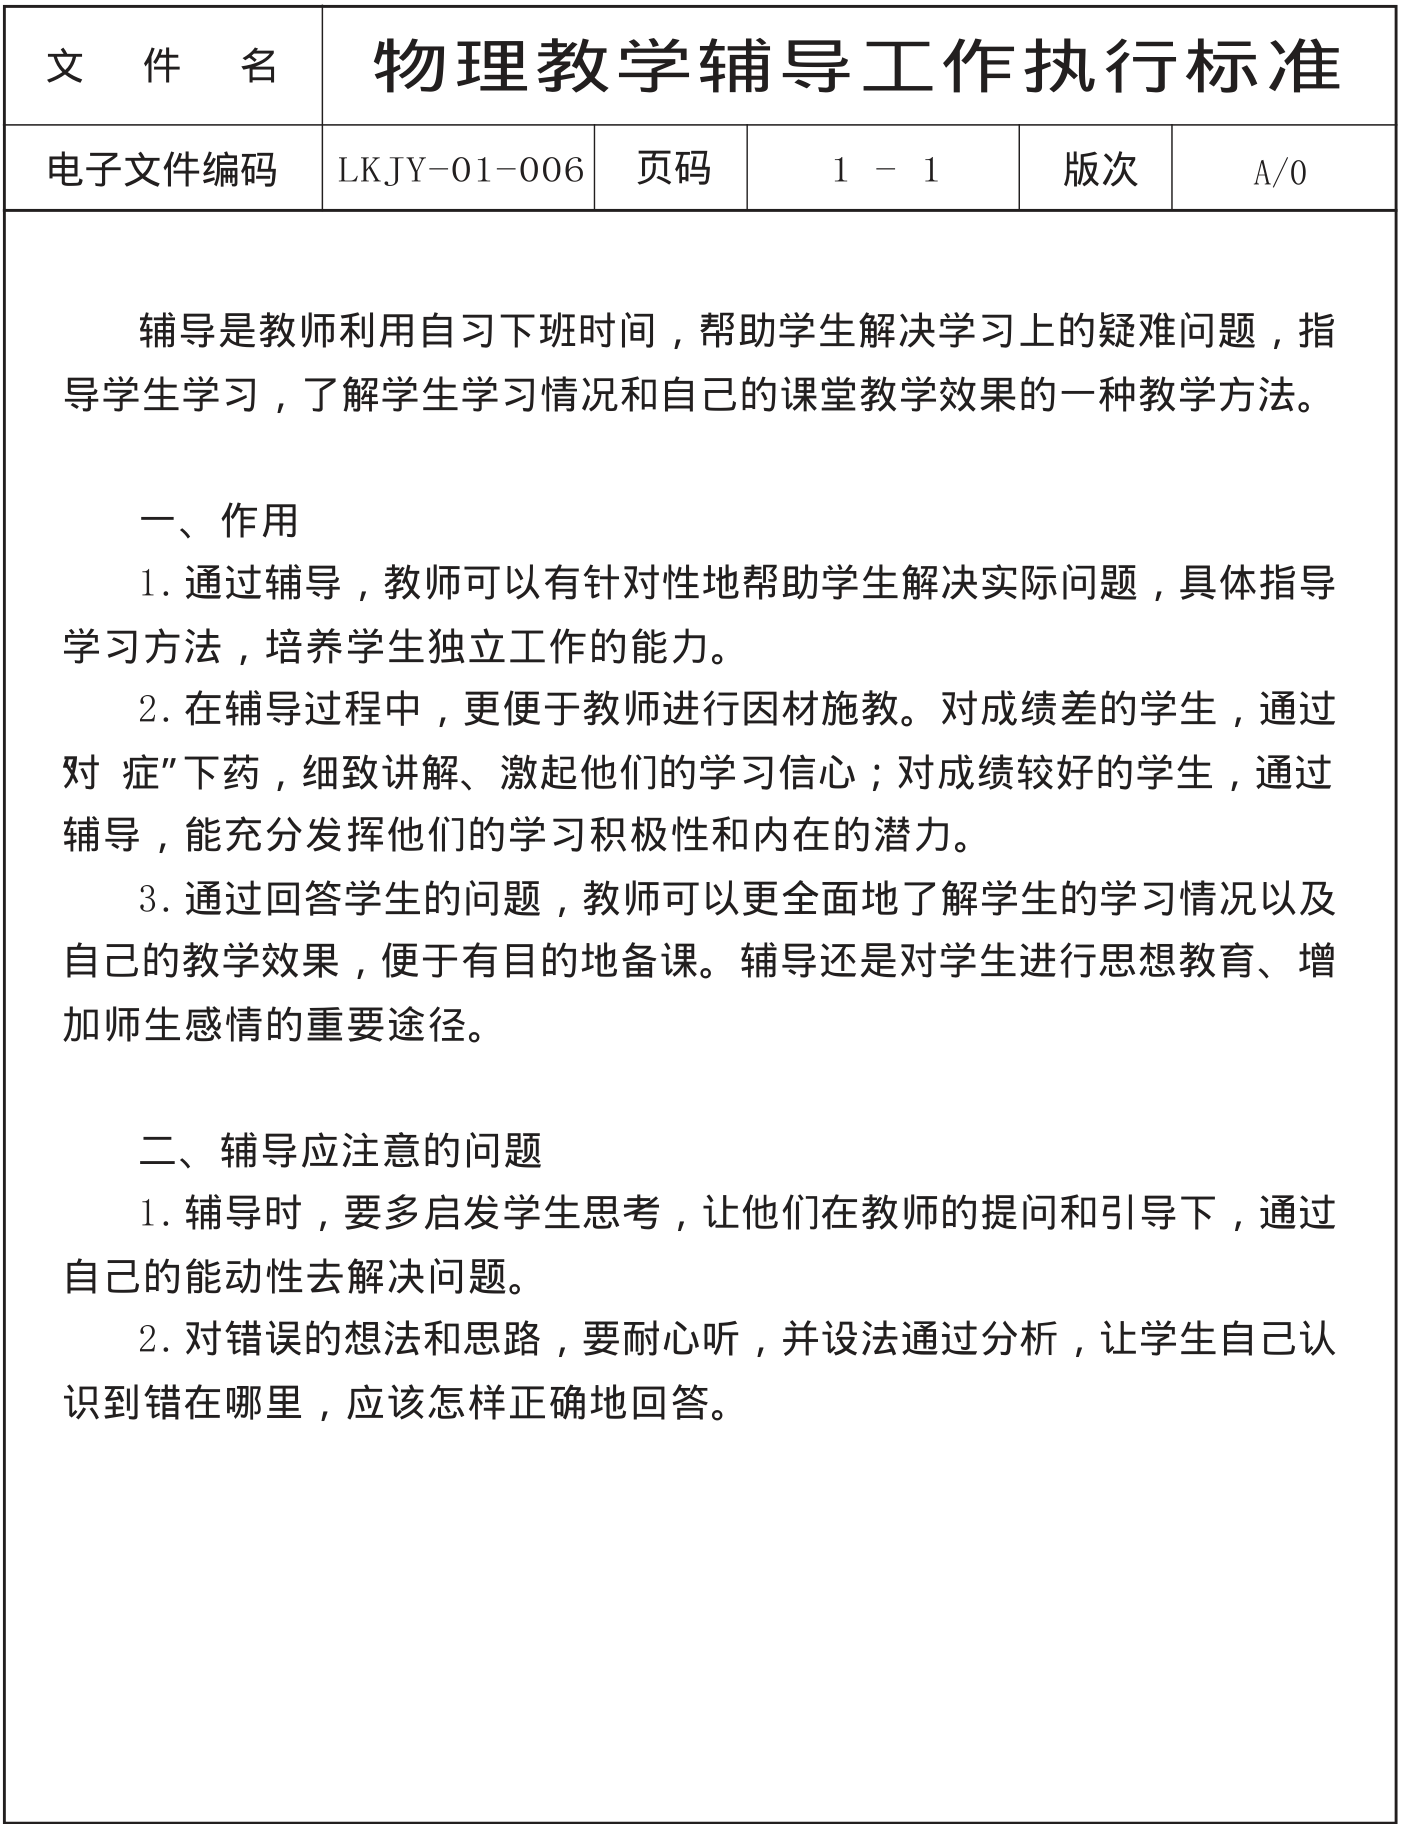 文 件 名 物理教学辅导工作执行标准
电子文件编码 LKJY-01-006 页码 1 - 1 版次 A/0
辅导是教师利用自习下班时间，帮助学生解决学习上的疑难问题，指
导学生学习，了解学生学习情况和自己的课堂教学效果的一种教学方法。
一、作用
1. 通过辅导，教师可以有针对性地帮助学生解决实际问题，具体指导
学习方法，培养学生独立工作的能力。
2. 在辅导过程中，更便于教师进行因材施教。对成绩差的学生，通过
对“症”下药，细致讲解、激起他们的学习信心；对成绩较好的学生，通过
辅导，能充分发挥他们的学习积极性和内在的潜力。
3. 通过回答学生的问题，教师可以更全面地了解学生的学习情况以及
自己的教学效果，便于有目的地备课。辅导还是对学生进行思想教育、增
加师生感情的重要途径。
二、辅导应注意的问题
1. 辅导时，要多启发学生思考，让他们在教师的提问和引导下，通过
自己的能动性去解决问题。
2. 对错误的想法和思路，要耐心听，并设法通过分析，让学生自己认
识到错在哪里，应该怎样正确地回答。